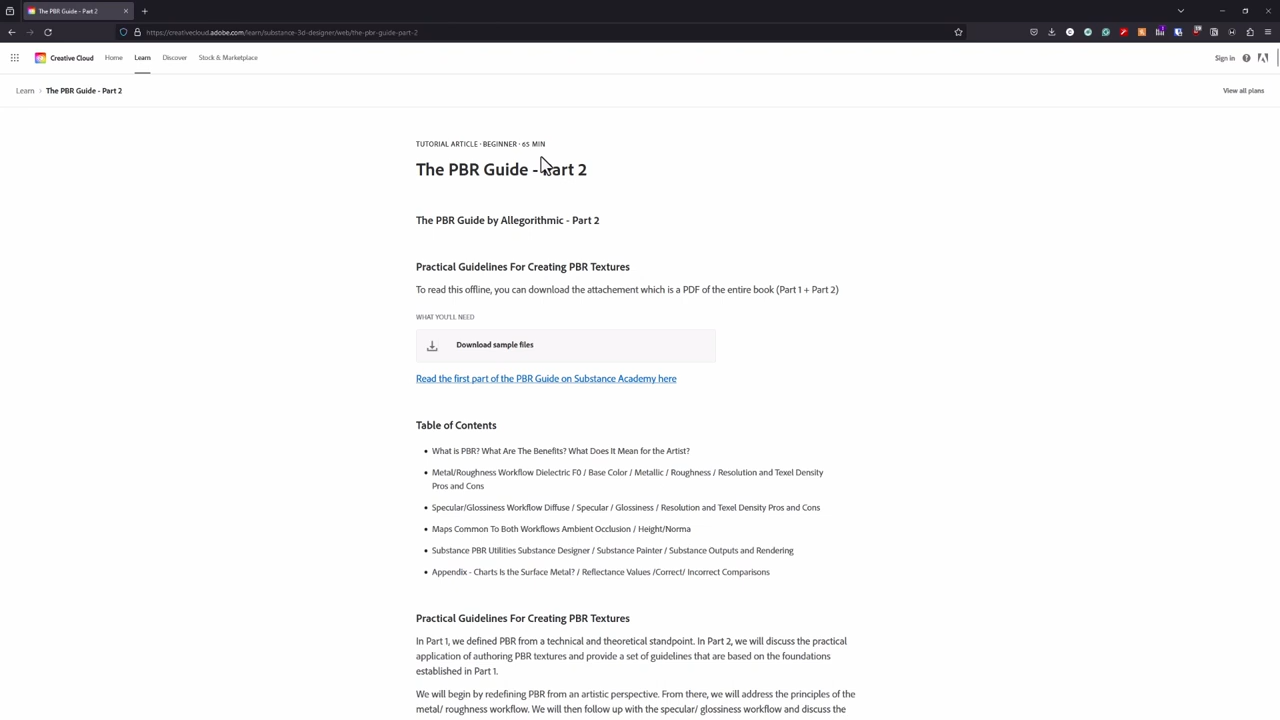 The PBR Guide - Part 2
https://creativecloud.adobe.com/learn/substance-3d-designer/web/the-pbr-guide-part-2
Creative Cloud
Home
Learn
Discover
Stock & Marketplace
Sign in
Learn
The PBR Guide - Part 2
View all plans
TUTORIAL ARTICLE · BEGINNER · 65 MIN
The PBR Guide - Part 2
The PBR Guide by Allegorithmic - Part 2
Practical Guidelines For Creating PBR Textures
To read this offline, you can download the attachement which is a PDF of the entire book (Part 1 + Part 2)
WHAT YOU'LL NEED
Download sample files
Read the first part of the PBR Guide on Substance Academy here
Table of Contents
• What is PBR? What Are The Benefits? What Does It Mean for the Artist?
• Metal/Roughness Workflow Dielectric F0 / Base Color / Metallic / Roughness / Resolution and Texel Density
Pros and Cons
• Specular/Glossiness Workflow Diffuse / Specular / Glossiness / Resolution and Texel Density Pros and Cons
• Maps Common To Both Workflows Ambient Occlusion / Height/Norma
• Substance PBR Utilities Substance Designer / Substance Painter / Substance Outputs and Rendering
• Appendix - Charts Is the Surface Metal? / Reflectance Values /Correct/ Incorrect Comparisons
Practical Guidelines For Creating PBR Textures
In Part 1, we defined PBR from a technical and theoretical standpoint. In Part 2, we will discuss the practical
application of authoring PBR textures and provide a set of guidelines that are based on the foundations
established in Part 1.
We will begin by redefining PBR from an artistic perspective. From there, we will address the principles of the
metal/ roughness workflow. We will then follow up with the specular/ glossiness workflow and discuss the